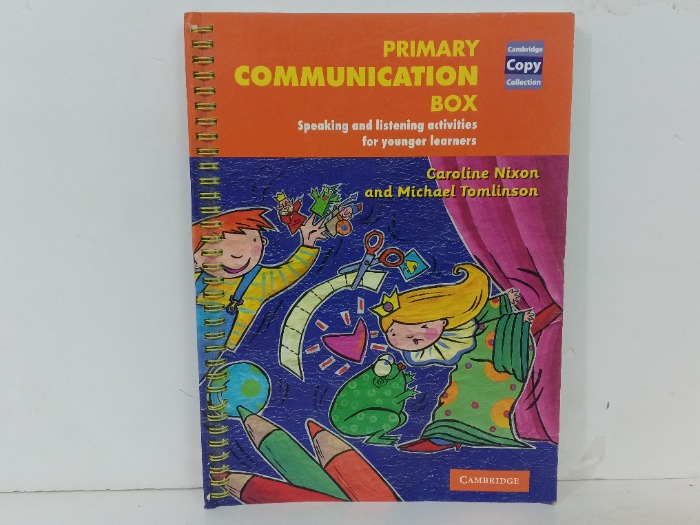 PRIMARY
COMMUNICATION
BOX
Speaking and listening activities
for younger learners
Cambridge
Copy
Collection
Caroline Nixon
and Michael Tomlinson
CAMBRIDGE